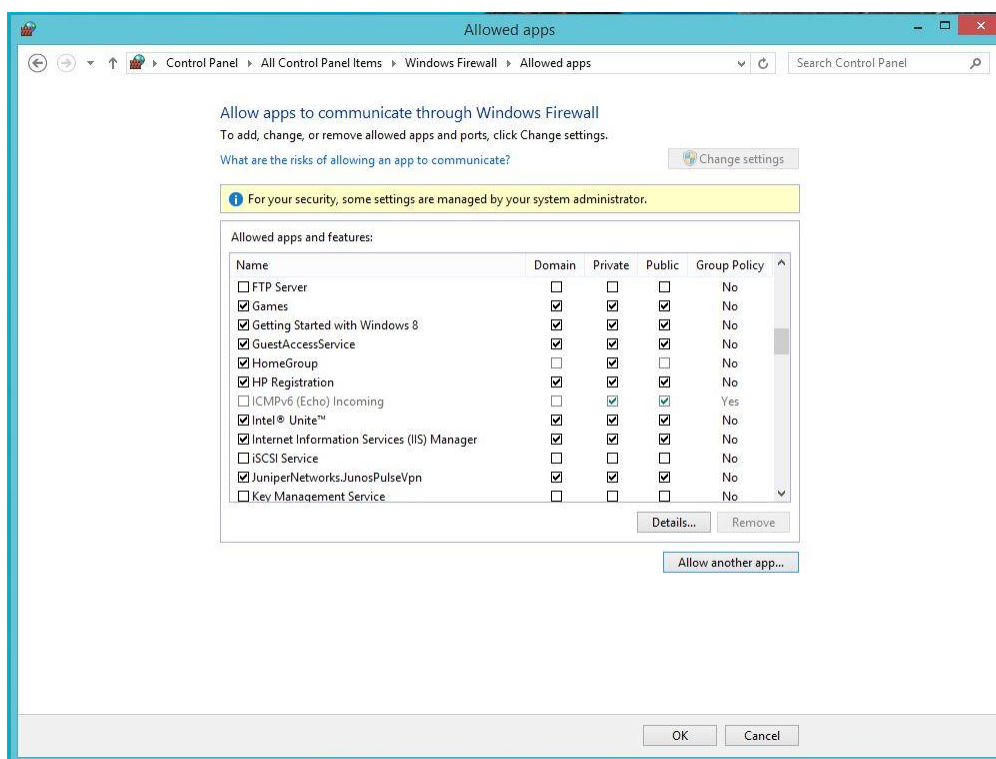 Allowed apps
Control Panel All Control Panel Items Windows Firewall Allowed apps Search Control Panel
Allow apps to communicate through Windows Firewall
To add, change, or remove allowed apps and ports, click Change settings.
What are the risks of allowing an app to communicate? Change settings
For your security, some settings are managed by your system administrator.
Allowed apps and features:
Name Domain Private Public Group Policy
FTP Server No
Games No
Getting Started with Windows 8 No
GuestAccessService No
HomeGroup No
HP Registration No
ICMPv6 (Echo) Incoming Yes
Intel® Unite™ No
Internet Information Services (IIS) Manager No
iSCSI Service No
JuniperNetworks.JunosPulseVpn No
Key Management Service No
Details... Remove
Allow another app...
OK Cancel